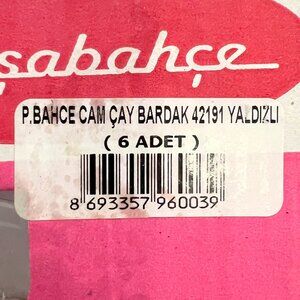 şabahçe
P.BAHCE CAM ÇAY BARDAK 42191 YALDIZLI
( 6 ADET )
8 693357 960039